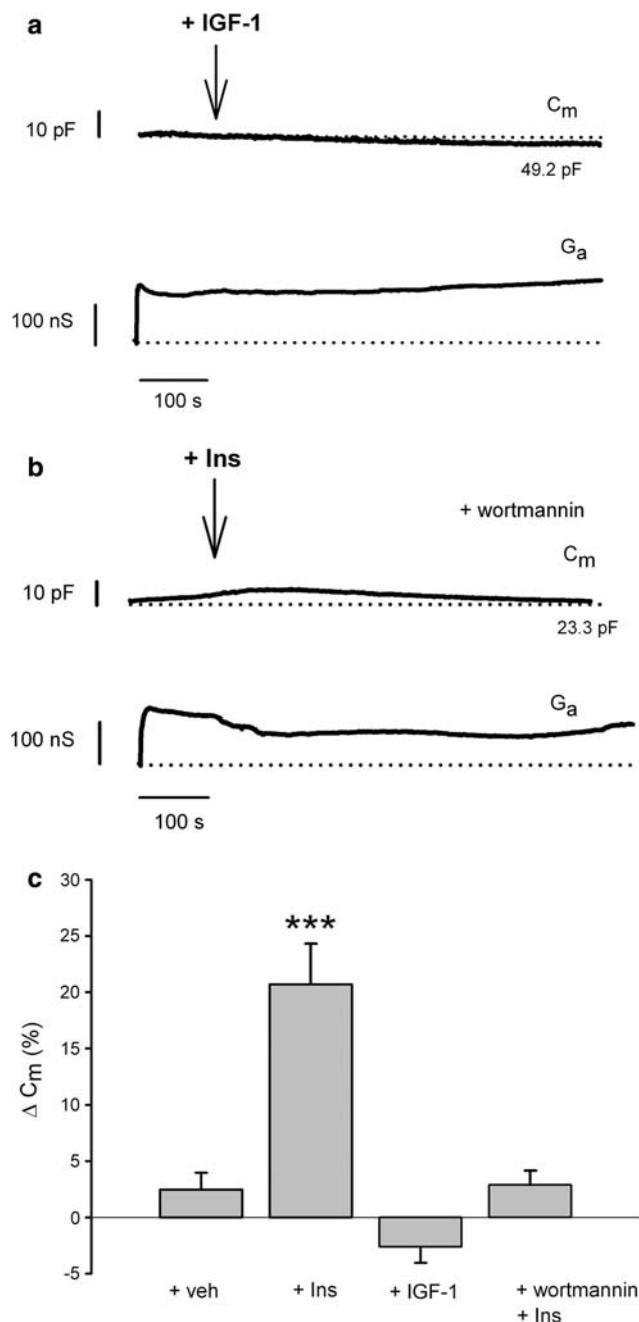 a
+ IGF-1
10 pF
Cm
49.2 pF
Ga
100 nS
100 s
b
+ Ins
+ wortmannin
Cm
10 pF
23.3 pF
Ga
100 nS
100 s
c
30
25
20
15
10
5
0
-5
Δ Cm (%)
***
+ veh
+ Ins
+ IGF-1
+ wortmannin
+ Ins